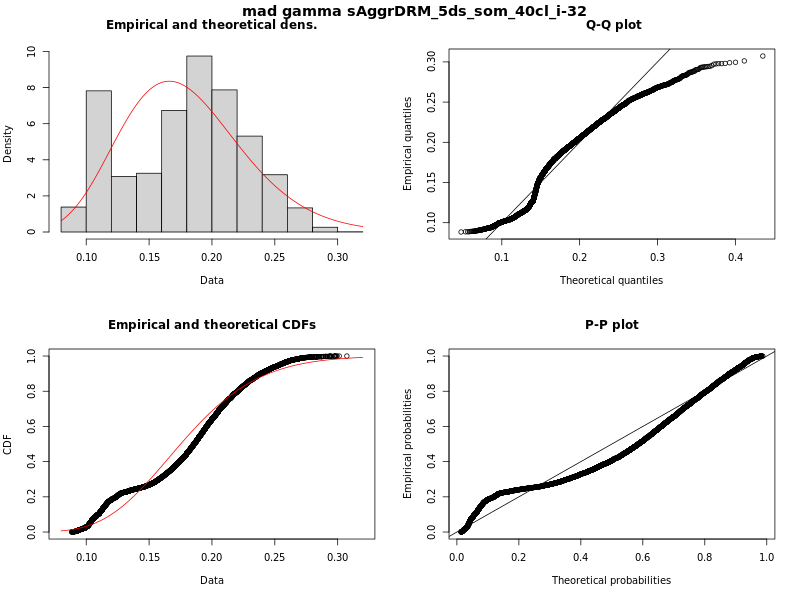 mad gamma sAggrDRM_5ds_som_40cl_i-32
Empirical and theoretical dens.
Density
0 2 4 6 8 10
0.10 0.15 0.20 0.25 0.30
Data
Q-Q plot
Empirical quantiles
0.10 0.15 0.20 0.25 0.30
0.1 0.2 0.3 0.4
Theoretical quantiles
Empirical and theoretical CDFs
CDF
0.0 0.2 0.4 0.6 0.8 1.0
0.10 0.15 0.20 0.25 0.30
Data
P-P plot
Empirical probabilities
0.0 0.2 0.4 0.6 0.8 1.0
0.0 0.2 0.4 0.6 0.8 1.0
Theoretical probabilities